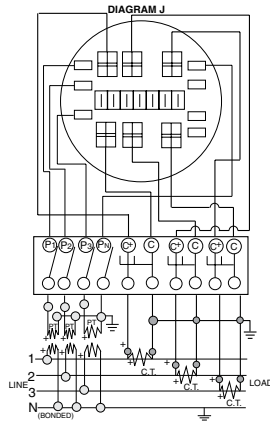 DIAGRAM J
P1 P2 P3 PN C+ C C+ C C+ C
PT PT PT
+ + +
1
+ C.T.
LINE 2
+ C.T.
3
LOAD
+ C.T.
N
(BONDED)